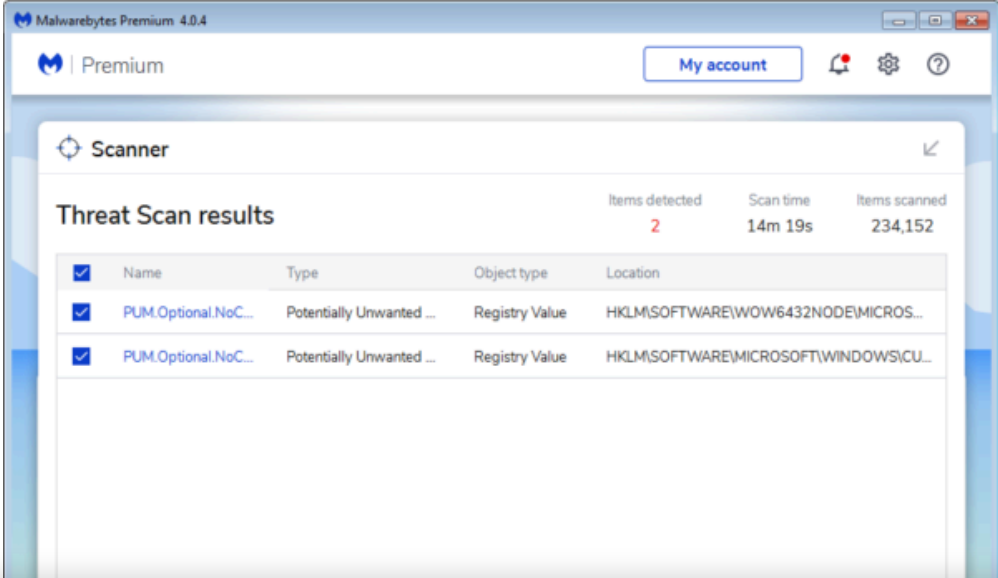 Malwarebytes Premium 4.0.4
Premium My account
Scanner
Threat Scan results
Items detected Scan time Items scanned
2 14m 19s 234,152
Name Type Object type Location
PUM.Optional.NoC... Potentially Unwanted ... Registry Value HKLM\SOFTWARE\WOW6432NODE\MICROS...
PUM.Optional.NoC... Potentially Unwanted ... Registry Value HKLM\SOFTWARE\MICROSOFT\WINDOWS\CU...